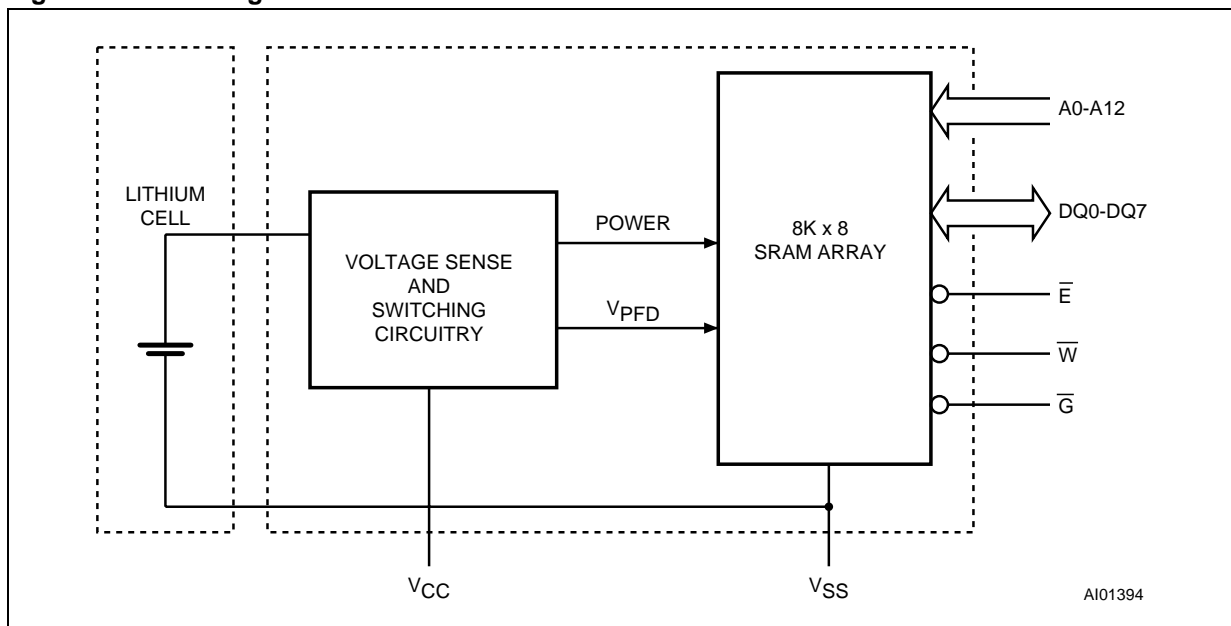 LITHIUM
CELL
VOLTAGE SENSE
AND
SWITCHING
CIRCUITRY
POWER
VPFD
8K x 8
SRAM ARRAY
A0-A12
DQ0-DQ7
E̅
W̅
G̅
VCC
VSS
AI01394